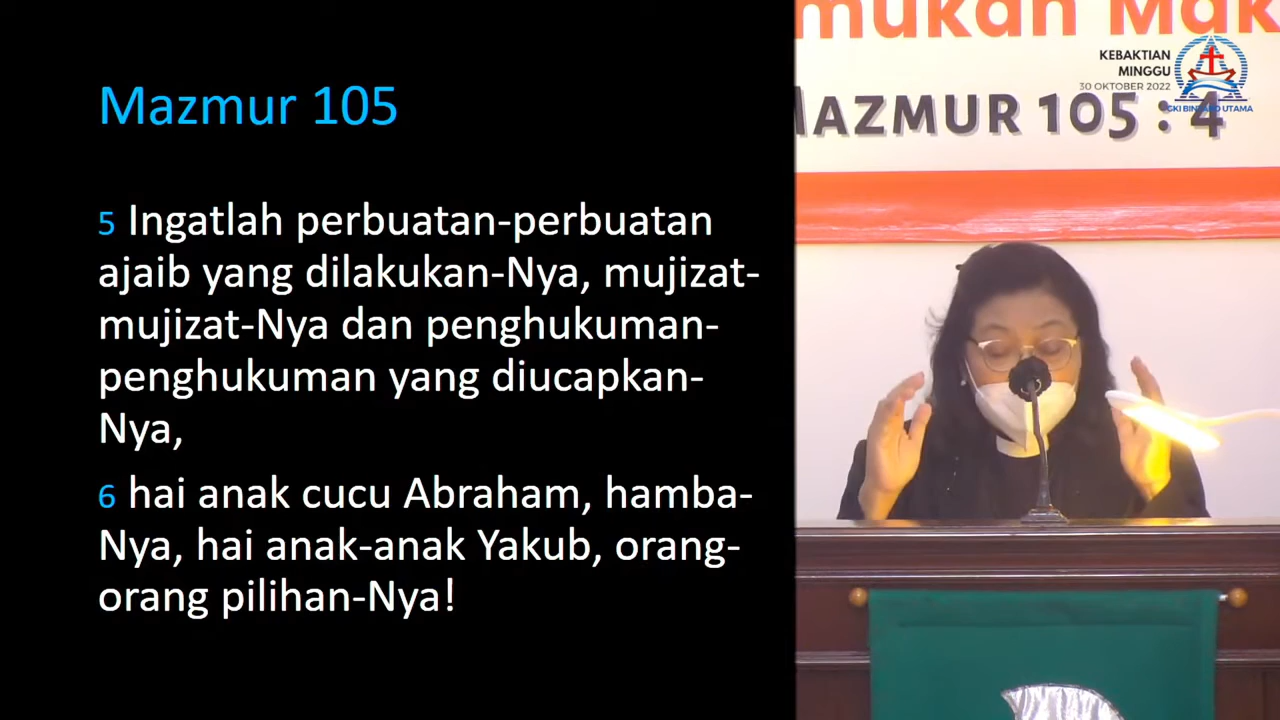 Mazmur 105
5 Ingatlah perbuatan-perbuatan
ajaib yang dilakukan-Nya, mujizat-
mujizat-Nya dan penghukuman-
penghukuman yang diucapkan-
Nya,
6 hai anak cucu Abraham, hamba-
Nya, hai anak-anak Yakub, orang-
orang pilihan-Nya!
KEBAKTIAN
MINGGU
30 OKTOBER 2022
MAZMUR 105 : 4